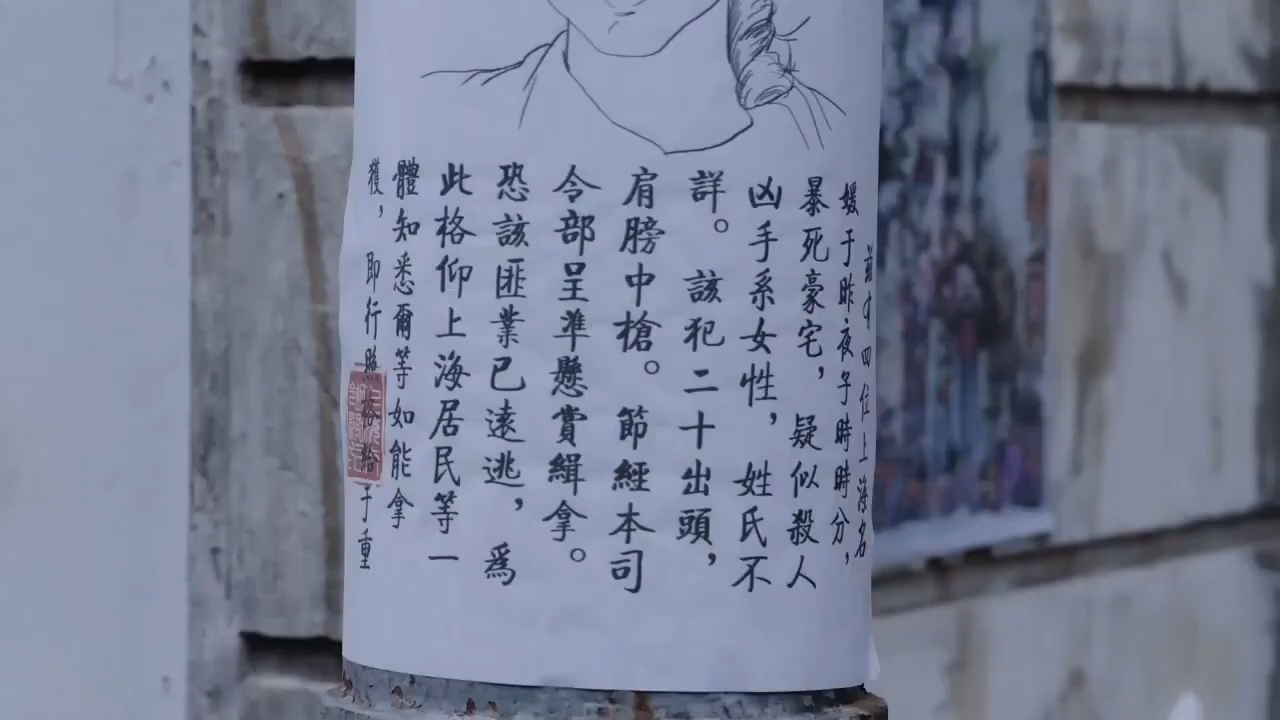 茲有四位上海名
媛于昨夜子時時分，
暴死豪宅，疑似殺人
凶手系女性，姓氏不
詳。該犯二十出頭，
肩膀中槍。節經本司
令部呈準懸賞緝拿。
恐該匪業已遠逃，爲
此格仰上海居民等一
體知悉爾等如能拿
獲，即行照格給于重